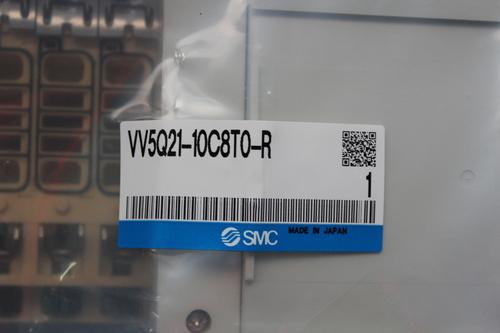 VV5Q21-10C8T0-R
1
SMC
MADE IN JAPAN